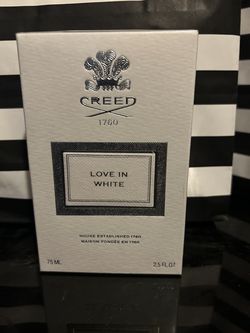 CREED
1760
LOVE IN
WHITE
HOUSE ESTABLISHED 1760
MAISON FONDÉE EN 1760
75 ML 2.5 FL.OZ